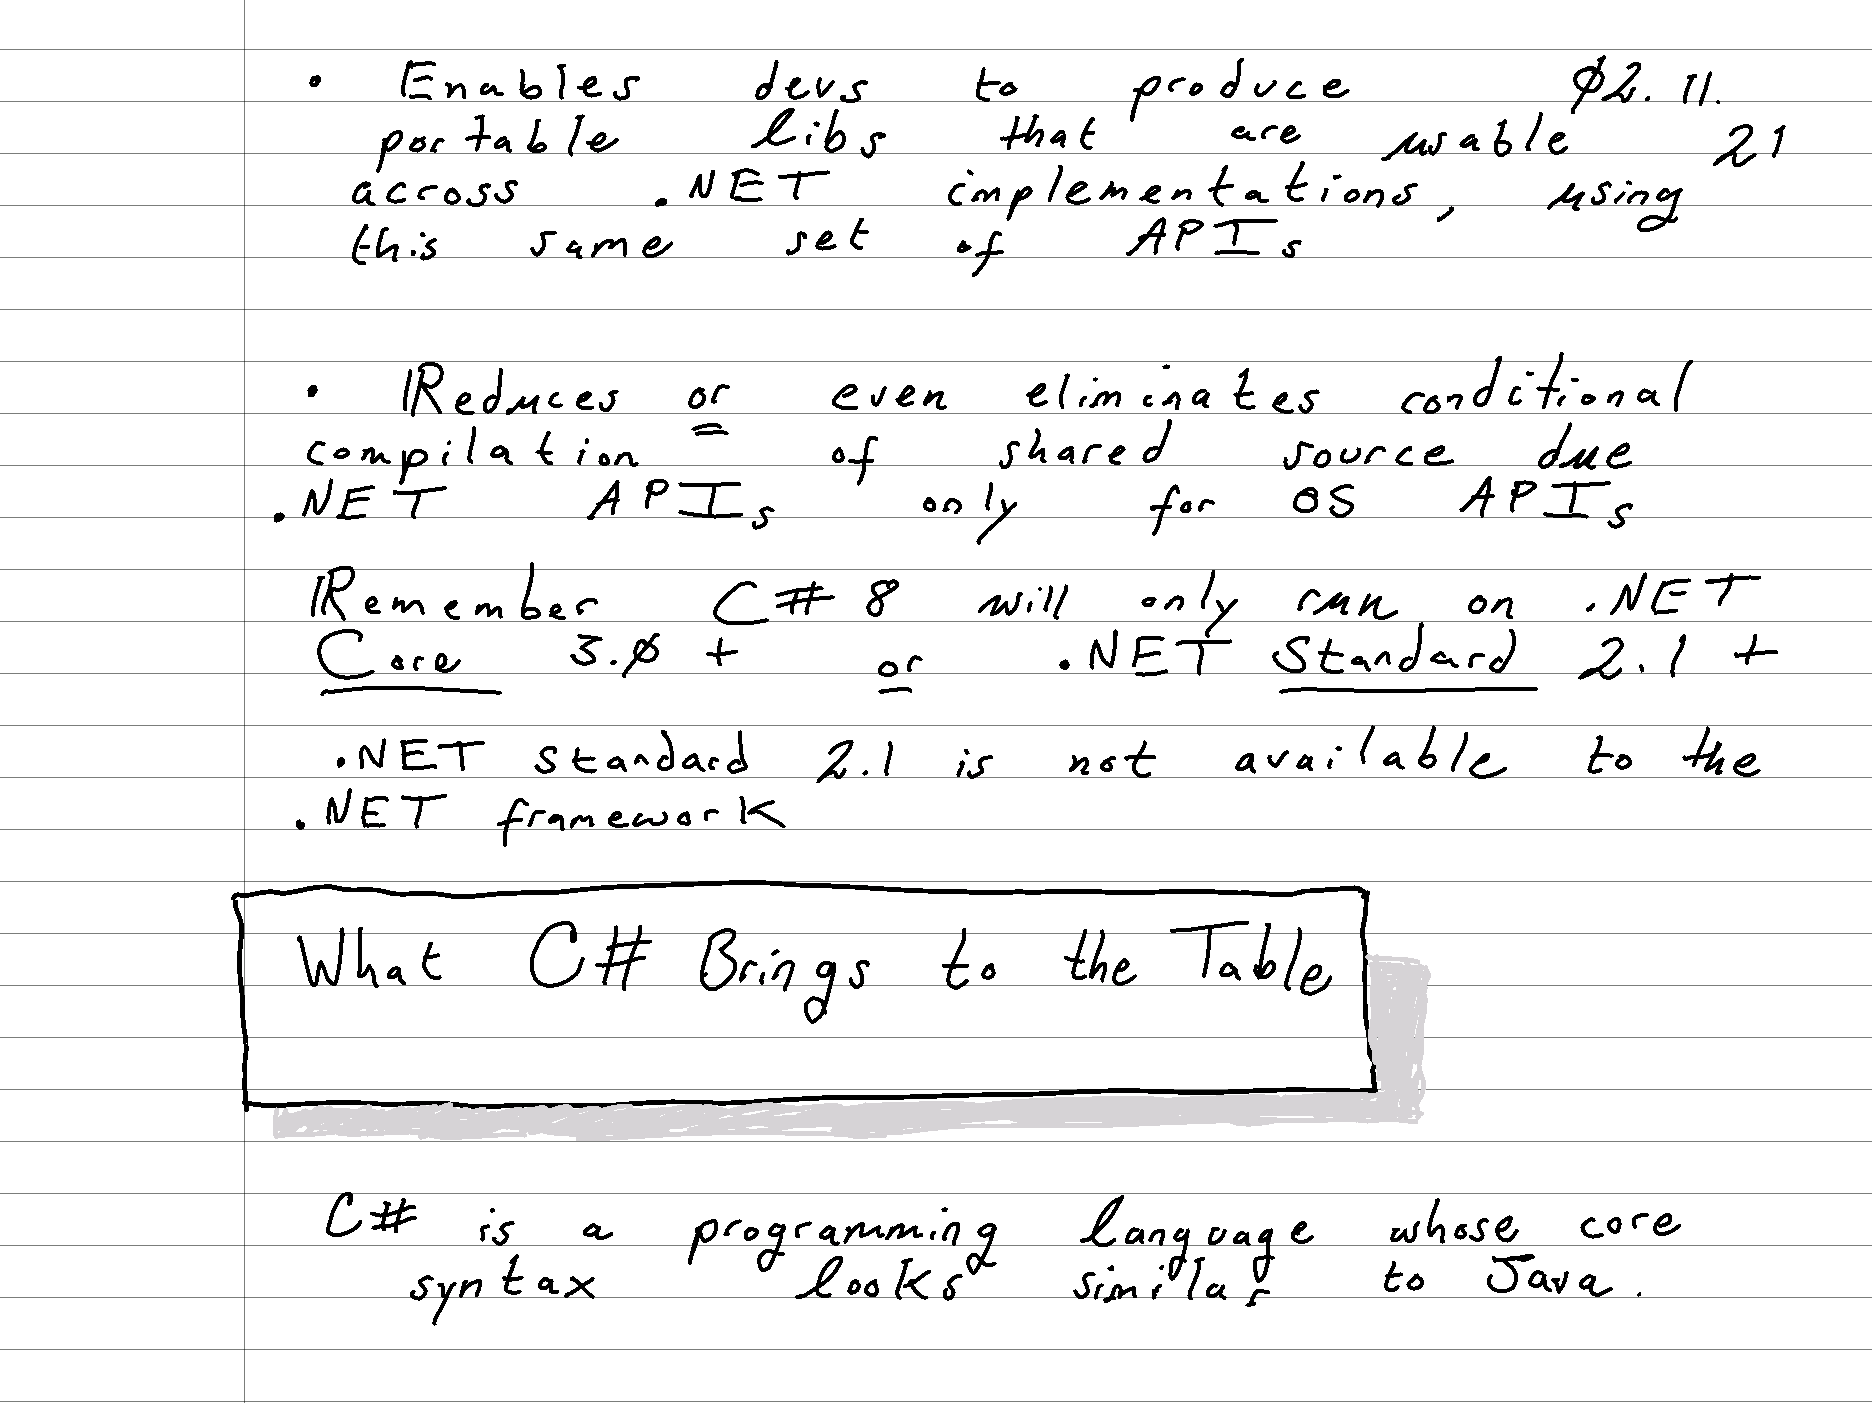 • Enables devs to produce 02.11.
portable libs that are usable 21
across .NET implementations, using
this same set of APIs
• Reduces or even eliminates conditional
compilation of shared source due
.NET APIs only for OS APIs
Remember C# 8 will only run on .NET
Core 3.0 + or .NET Standard 2.1 +
.NET standard 2.1 is not available to the
.NET framework
What C# Brings to the Table
C# is a programming language whose core
syntax looks similar to Java.